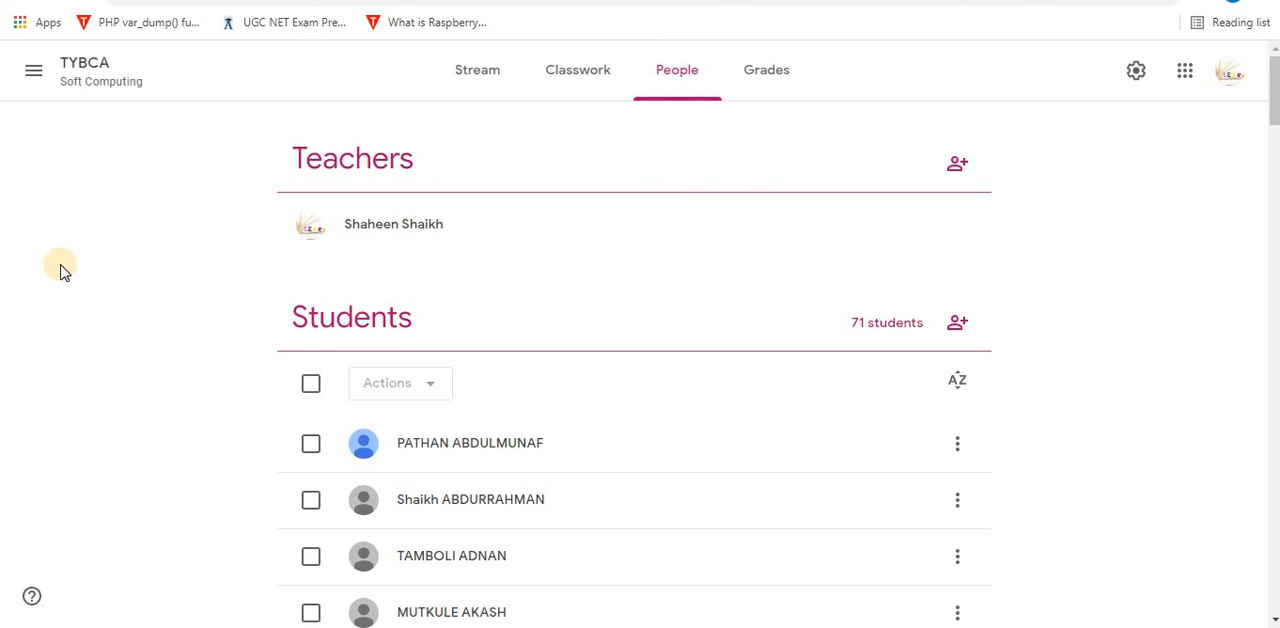 Apps
PHP var_dump() fu...
UGC NET Exam Pre...
What is Raspberry...
Reading list
TYBCA
Soft Computing
Stream
Classwork
People
Grades
Teachers
Shaheen Shaikh
Students
71 students
Actions
AZ
PATHAN ABDULMUNAF
Shaikh ABDURRAHMAN
TAMBOLI ADNAN
MUTKULE AKASH